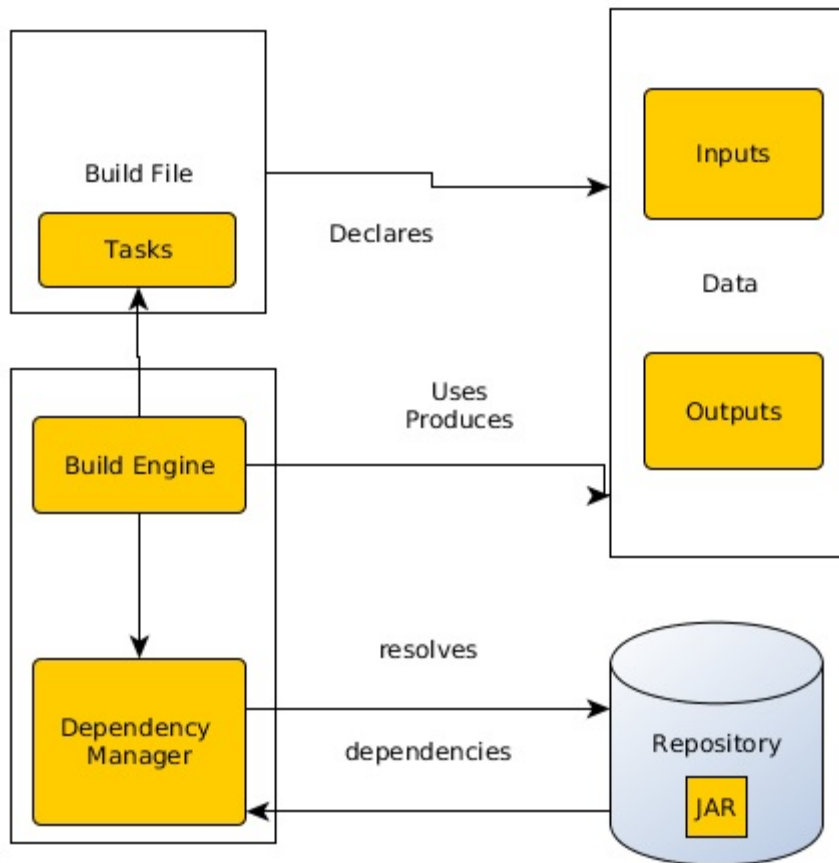 Build File
Tasks
Declares
Inputs
Data
Outputs
Uses
Produces
Build Engine
resolves
Dependency
Manager
dependencies
Repository
JAR